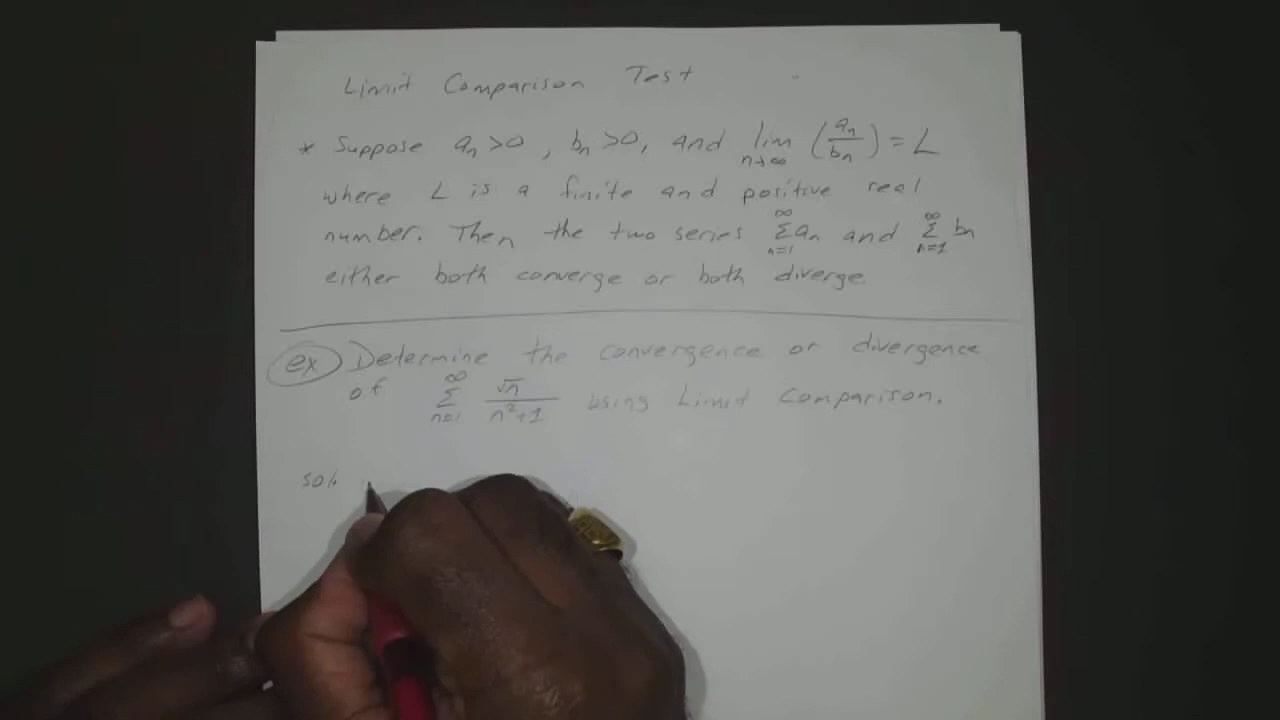 Limit Comparison Test
* Suppose aₙ >0, bₙ >0, and lim n→∞ (aₙ/bₙ) = L
where L is a finite and positive real
number. Then the two series ∞ Σ n=1 aₙ and ∞ Σ n=1 bₙ
either both converge or both diverge.
ex Determine the convergence or divergence
of ∞ Σ n=1 √n/(n²+1) using Limit Comparison.
sol.